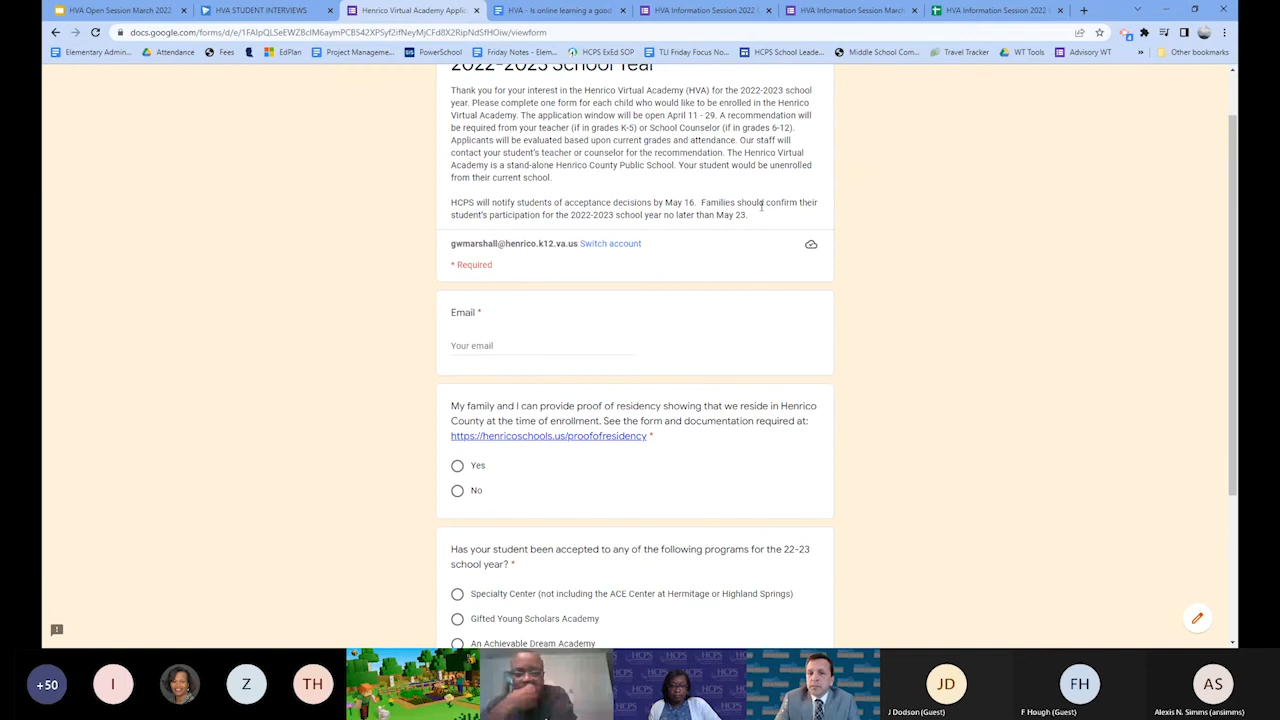 HVA Open Session March 2022
HVA STUDENT INTERVIEWS
Henrico Virtual Academy Applic
HVA - Is online learning a good
HVA Information Session 2022
HVA Information Session March
HVA Information Session 2022
docs.google.com/forms/d/e/1FAIpQLSeEWZ8cIM6aymPCBS42XPSyf2ifNeyMjCFd8X2RipNdSfHOiw/viewform
Elementary Admin...
Attendance
Fees
EdPlan
Project Manageme...
PowerSchool
Friday Notes - Elem...
HCPS ExEd SOP
TLI Friday Focus No...
HCPS School Leade...
Middle School Com...
Travel Tracker
WT Tools
Advisory WT
Other bookmarks
2022-2023 School Year
Thank you for your interest in the Henrico Virtual Academy (HVA) for the 2022-2023 school
year. Please complete one form for each child who would like to be enrolled in the Henrico
Virtual Academy. The application window will be open April 11 - 29. A recommendation will
be required from your teacher (if in grades K-5) or School Counselor (if in grades 6-12).
Applicants will be evaluated based upon current grades and attendance. Our staff will
contact your student's teacher or counselor for the recommendation. The Henrico Virtual
Academy is a stand-alone Henrico County Public School. Your student would be unenrolled
from their current school.
HCPS will notify students of acceptance decisions by May 16. Families should confirm their
student's participation for the 2022-2023 school year no later than May 23.
gwmarshall@henrico.k12.va.us Switch account
* Required
Email *
Your email
My family and I can provide proof of residency showing that we reside in Henrico
County at the time of enrollment. See the form and documentation required at:
https://henricoschools.us/proofofresidency *
Yes
No
Has your student been accepted to any of the following programs for the 22-23
school year? *
Specialty Center (not including the ACE Center at Hermitage or Highland Springs)
Gifted Young Scholars Academy
An Achievable Dream Academy
+50
I
Z
TH
HCPS
JD
J Dodson (Guest)
FH
F Hough (Guest)
AS
Alexis N. Simms (ansimms)